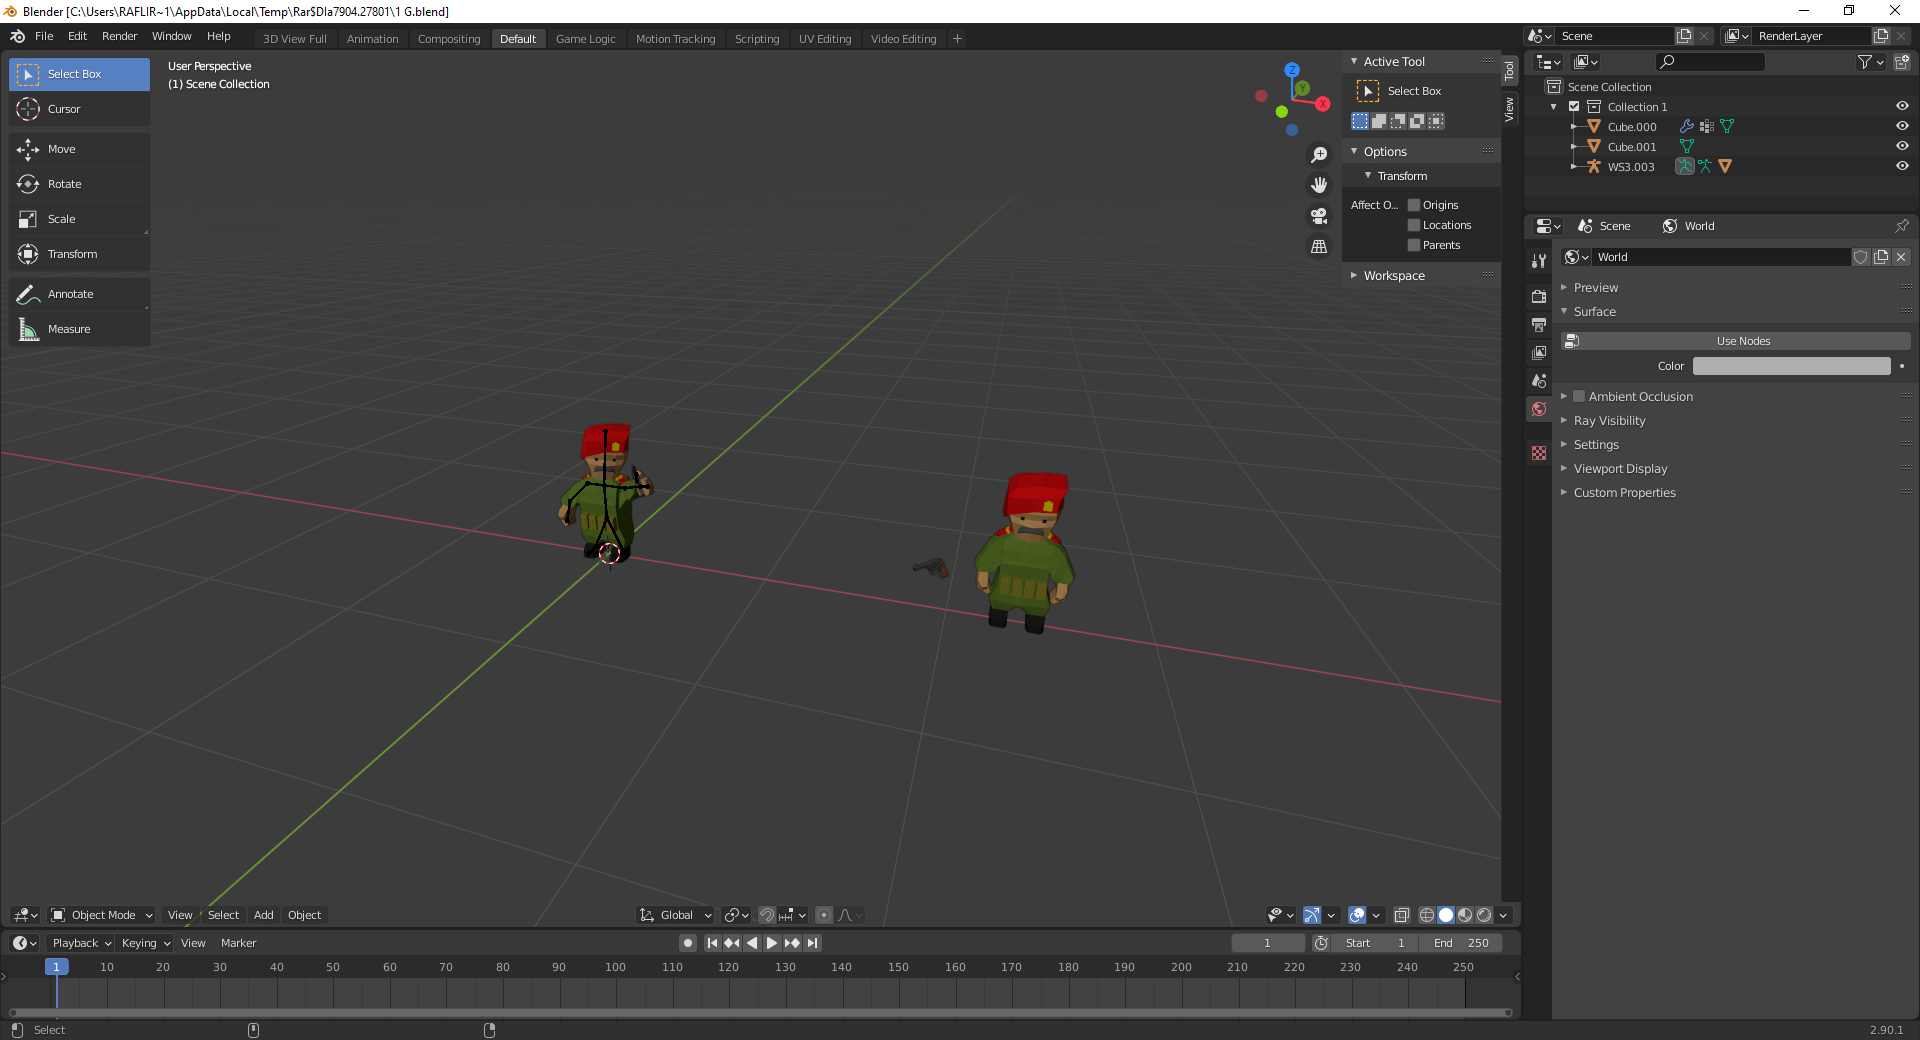 Blender [C:\Users\RAFLIR~1\AppData\Local\Temp\Rar$DIa7904.27801\1 G.blend]
File Edit Render Window Help 3D View Full Animation Compositing Default Game Logic Motion Tracking Scripting UV Editing Video Editing + Scene RenderLayer
Select Box
Cursor
Move
Rotate
Scale
Transform
Annotate
Measure
User Perspective
(1) Scene Collection
Z
Y
X
Active Tool
Select Box
Options
Transform
Affect O... Origins
Locations
Parents
Workspace
Tool
View
Scene Collection
Collection 1
Cube.000
Cube.001
WS3.003
Scene World
World
Preview
Surface
Use Nodes
Color
Ambient Occlusion
Ray Visibility
Settings
Viewport Display
Custom Properties
Object Mode View Select Add Object Global
Playback Keying View Marker 1 Start 1 End 250
1 10 20 30 40 50 60 70 80 90 100 110 120 130 140 150 160 170 180 190 200 210 220 230 240 250
Select 2.90.1